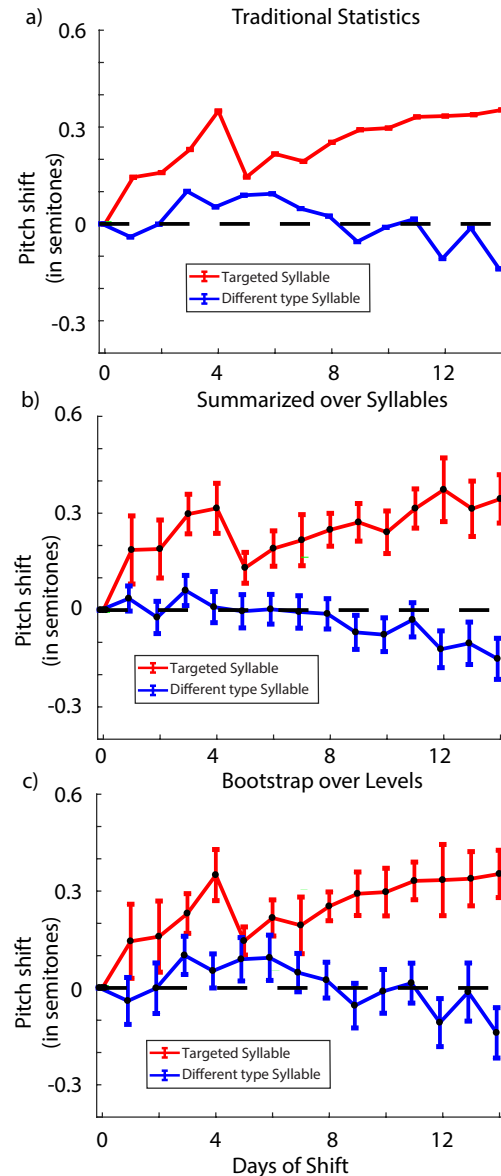 a) Traditional Statistics
0.6
0.3
0
-0.3
Pitch shift
(in semitones)
Targeted Syllable
Different type Syllable
0 4 8 12
b) Summarized over Syllables
0.6
0.3
0
-0.3
Pitch shift
(in semitones)
Targeted Syllable
Different type Syllable
0 4 8 12
c) Bootstrap over Levels
0.6
0.3
0
-0.3
Pitch shift
(in semitones)
Targeted Syllable
Different type Syllable
0 4 8 12
Days of Shift